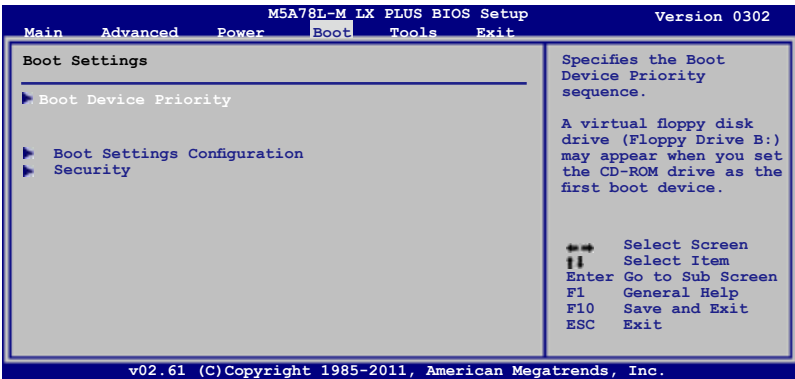 M5A78L-M LX PLUS BIOS Setup Version 0302
Main Advanced Power Boot Tools Exit
Boot Settings
Boot Device Priority
Boot Settings Configuration
Security
Specifies the Boot
Device Priority
sequence.
A virtual floppy disk
drive (Floppy Drive B:)
may appear when you set
the CD-ROM drive as the
first boot device.
Select Screen
Select Item
Enter Go to Sub Screen
F1 General Help
F10 Save and Exit
ESC Exit
v02.61 (C)Copyright 1985-2011, American Megatrends, Inc.